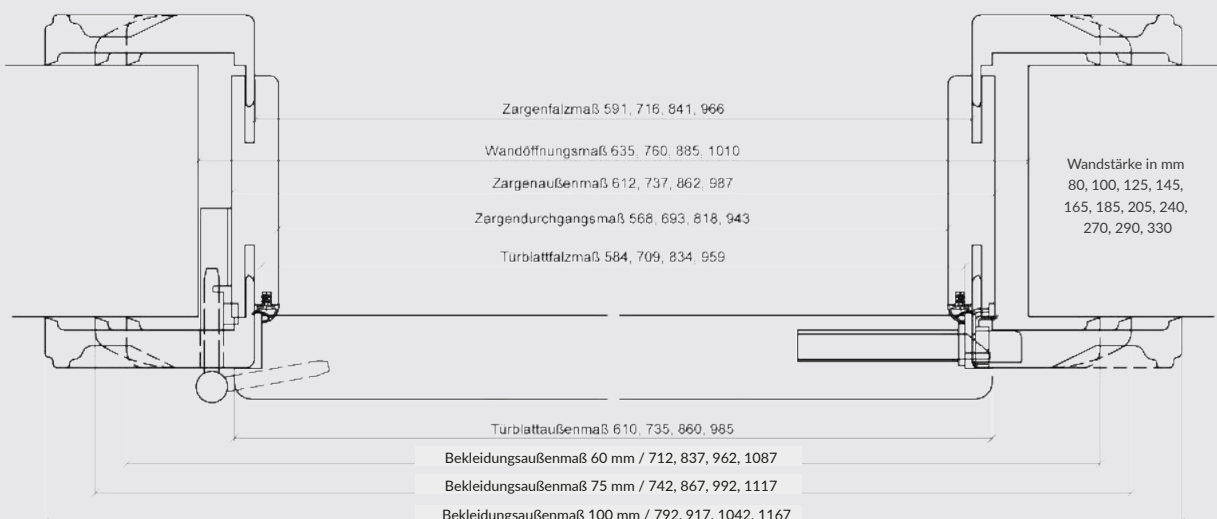 Zargenfalzmaß 591, 716, 841, 966
Wandöffnungsmaß 635, 760, 885, 1010
Zargenaußenmaß 612, 737, 862, 987
Zargendurchgangsmaß 568, 693, 818, 943
Türblattfalzmaß 584, 709, 834, 959
Wandstärke in mm
80, 100, 125, 145,
165, 185, 205, 240,
270, 290, 330
Türblattaußenmaß 610, 735, 860, 985
Bekleidungsaußenmaß 60 mm / 712, 837, 962, 1087
Bekleidungsaußenmaß 75 mm / 742, 867, 992, 1117
Bekleidungsaußenmaß 100 mm / 792, 917, 1042, 1167